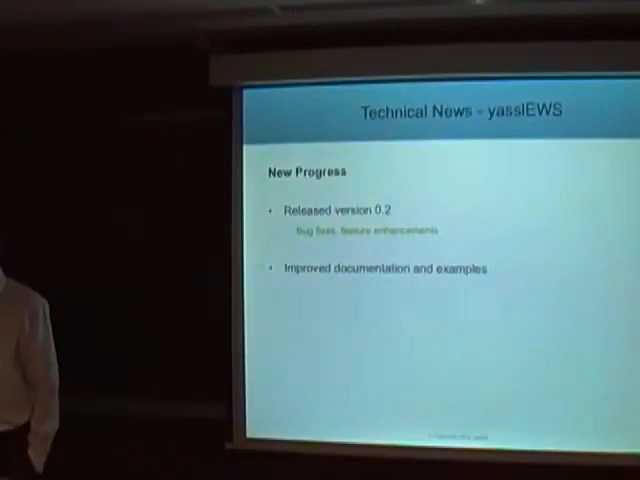 Technical News - yasslEWS
New Progress
• Released version 0.2
Bug fixes, feature enhancements
• Improved documentation and examples